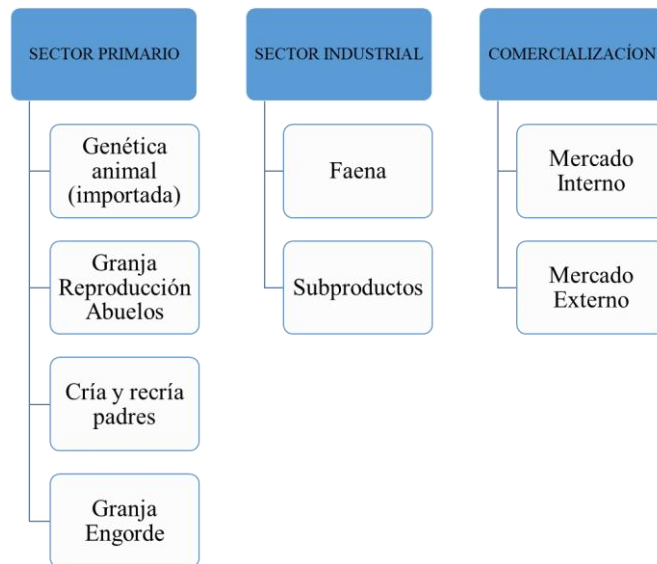 SECTOR PRIMARIO
Genética
animal
(importada)
Granja
Reproducción
Abuelos
Cría y recría
padres
Granja
Engorde
SECTOR INDUSTRIAL
Faena
Subproductos
COMERCIALIZACÍON
Mercado
Interno
Mercado
Externo